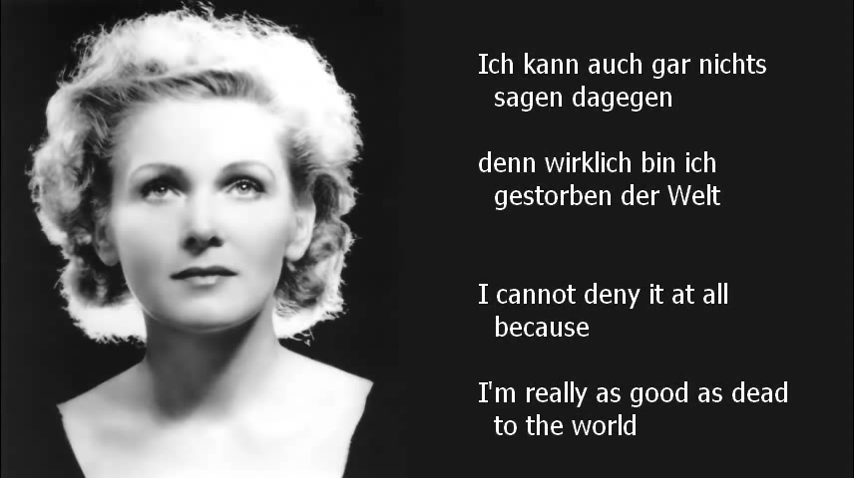 Ich kann auch gar nichts
sagen dagegen
denn wirklich bin ich
gestorben der Welt
I cannot deny it at all
because
I'm really as good as dead
to the world